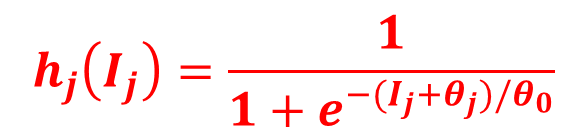 h_j(I_j) = 1 / (1 + e^{-(I_j+θ_j)/θ_0})